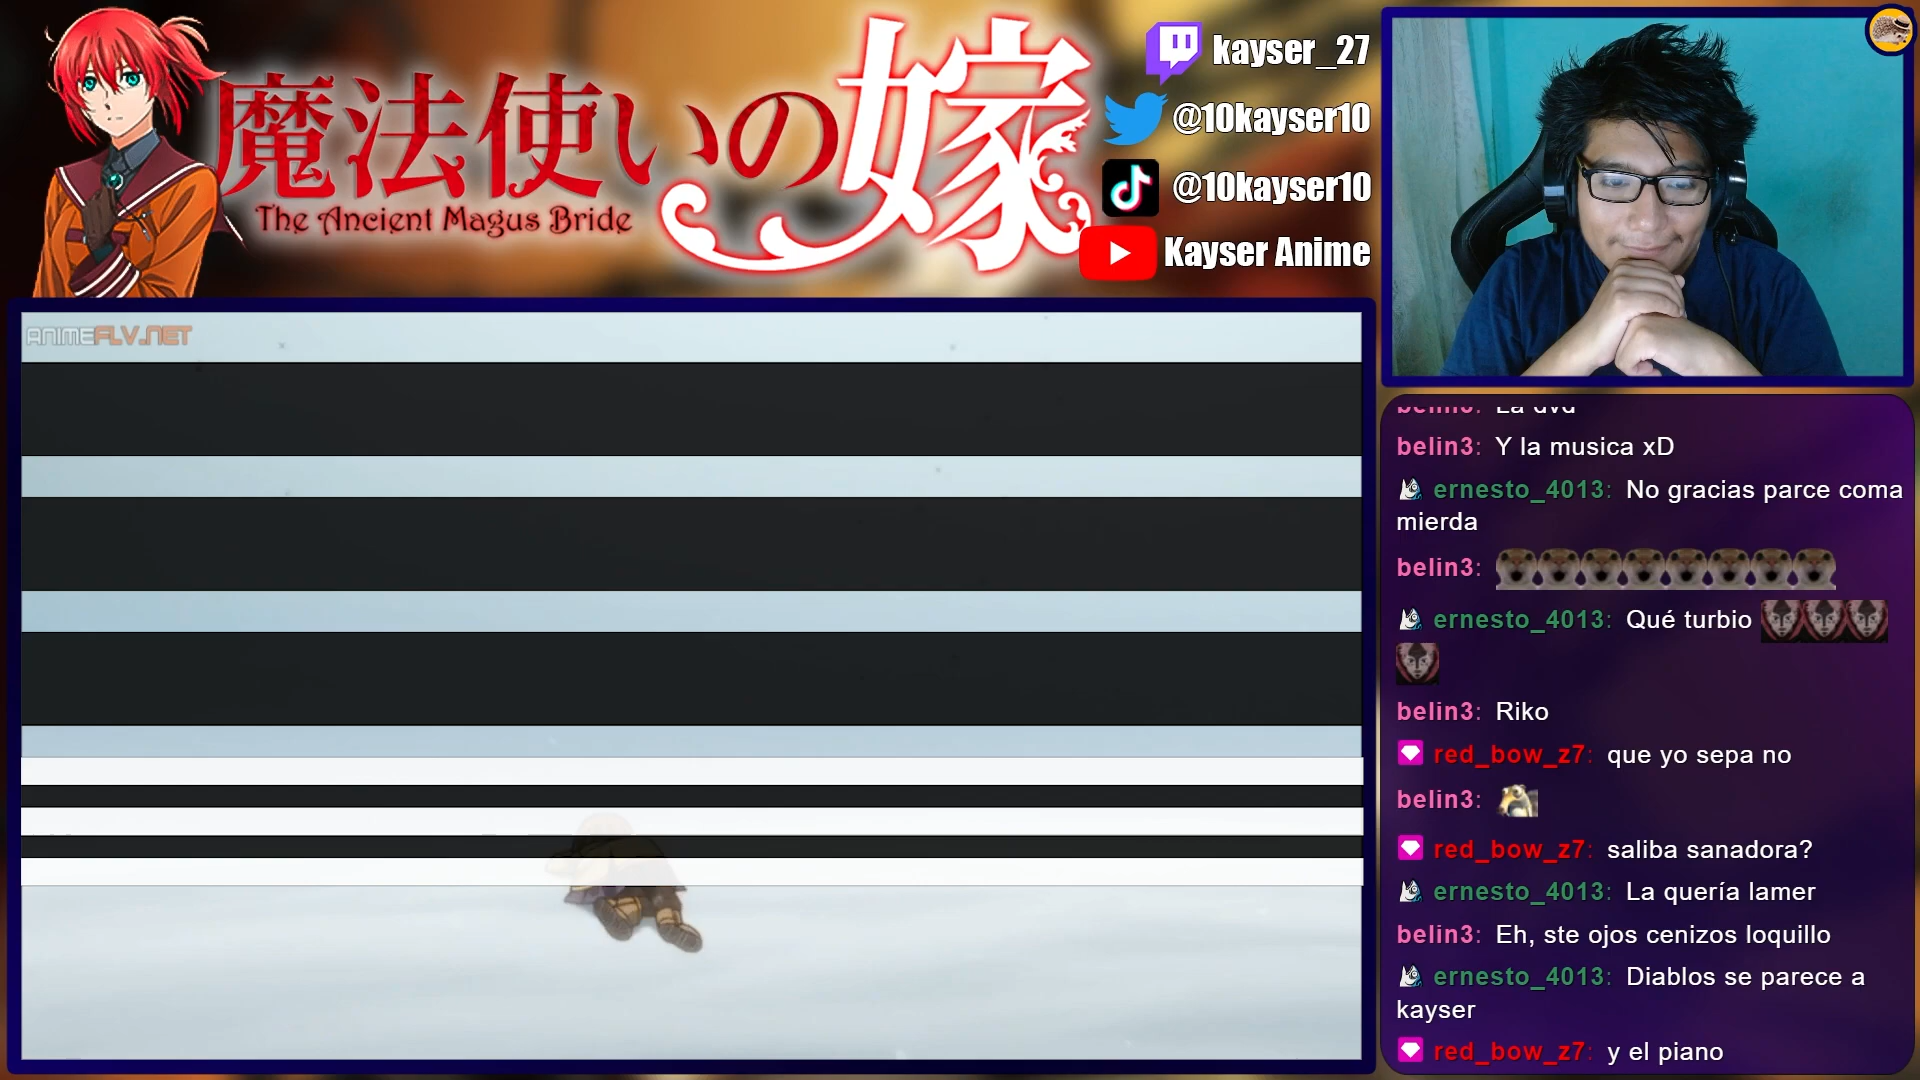 魔法使いの嫁
The Ancient Magus Bride
kayser_27
@10kayser10
@10kayser10
Kayser Anime
ANIMEFLV.NET
belin3: La dvd
belin3: Y la musica xD
ernesto_4013: No gracias parce coma
mierda
belin3:
ernesto_4013: Qué turbio
belin3: Riko
red_bow_z7: que yo sepa no
belin3:
red_bow_z7: saliba sanadora?
ernesto_4013: La quería lamer
belin3: Eh, ste ojos cenizos loquillo
ernesto_4013: Diablos se parece a
kayser
red_bow_z7: y el piano